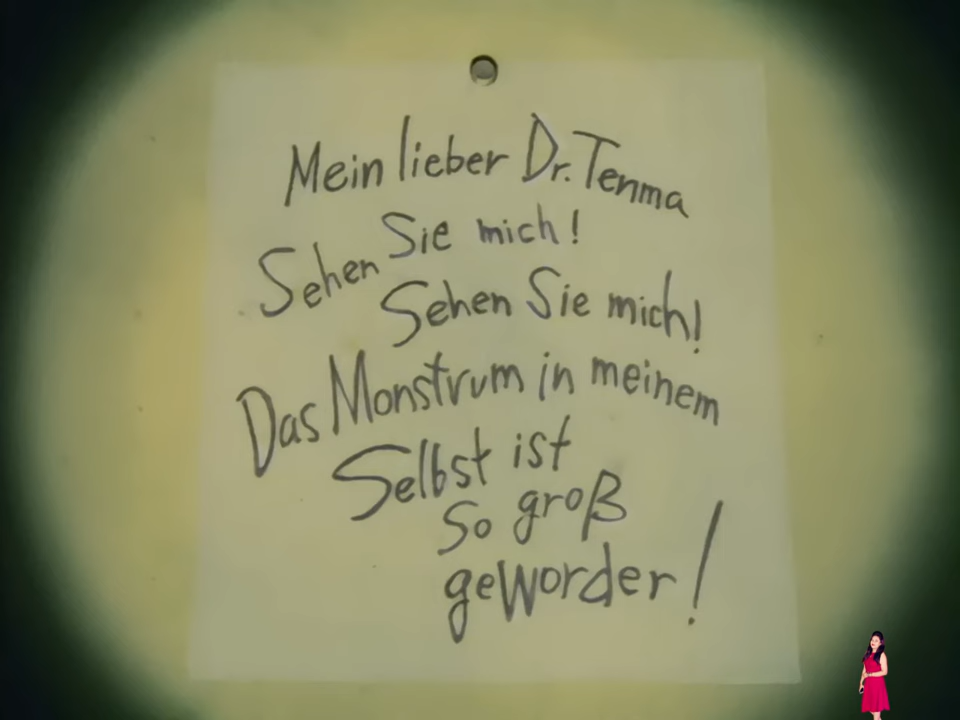 Mein lieber Dr. Tenma
Sehen Sie mich!
Sehen Sie mich!
Das Monstrum in meinem
Selbst ist
so groß
geworder!